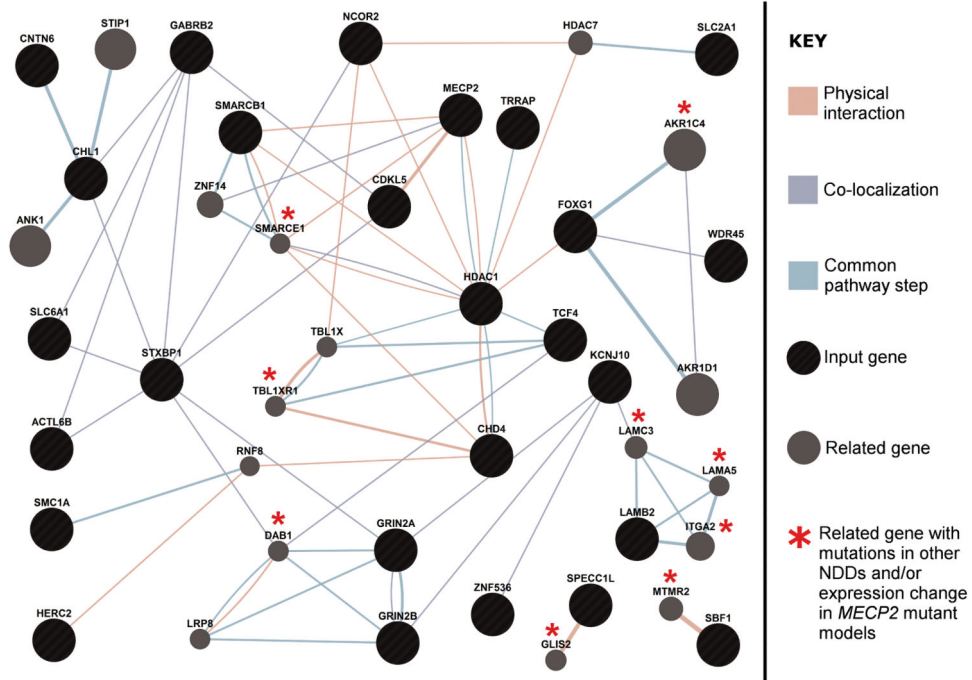 STIP1
CNTN6
GABRB2
NCOR2
HDAC7
SLC2A1
KEY
SMARCB1
MECP2
TRRAP
AKR1C4
Physical
interaction
CHL1
ZNF14
CDKL5
FOXG1
Co-localization
ANK1
SMARCE1
WDR45
HDAC1
Common
pathway step
SLC6A1
STXBP1
TBL1X
TCF4
KCNJ10
Input gene
TBL1XR1
AKR1D1
ACTL6B
RNF8
CHD4
LAMC3
LAMA5
Related gene
SMC1A
DAB1
GRIN2A
LAMB2
ITGA2
Related gene with
mutations in other
NDDs and/or
expression change
in MECP2 mutant
models
HERC2
LRP8
GRIN2B
ZNF536
SPECC1L
MTMR2
GLIS2
SBF1